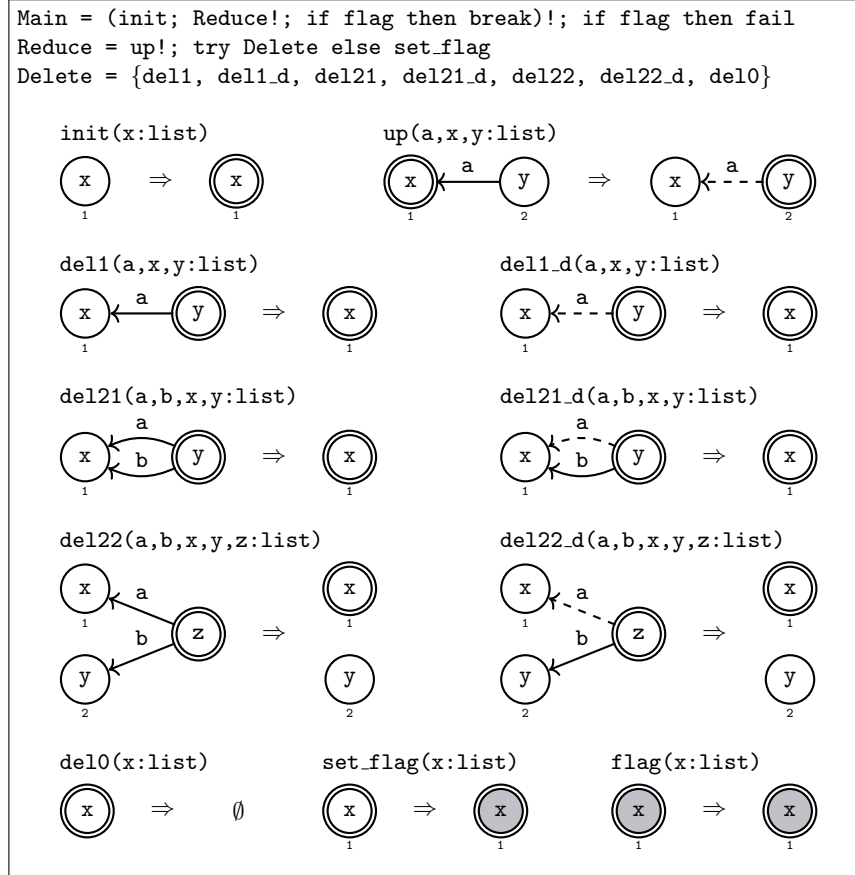 Main = (init; Reduce!; if flag then break)!; if flag then fail
Reduce = up!; try Delete else set_flag
Delete = {del1, del1_d, del21, del21_d, del22, del22_d, del0}
init(x:list) up(a,x,y:list)
x ⇒ x x a y ⇒ x a y
1 1 1 2 1 2
del1(a,x,y:list) del1_d(a,x,y:list)
x a y ⇒ x x a y ⇒ x
1 1 1 1
del21(a,b,x,y:list) del21_d(a,b,x,y:list)
a a
x b y ⇒ x x b y ⇒ x
1 1 1 1
del22(a,b,x,y,z:list) del22_d(a,b,x,y,z:list)
x a x x a x
1 1 1 1
b z ⇒ b z ⇒
y y y y
2 2 2 2
del0(x:list) set_flag(x:list) flag(x:list)
x ⇒ ∅ x ⇒ x x ⇒ x
1 1 1 1